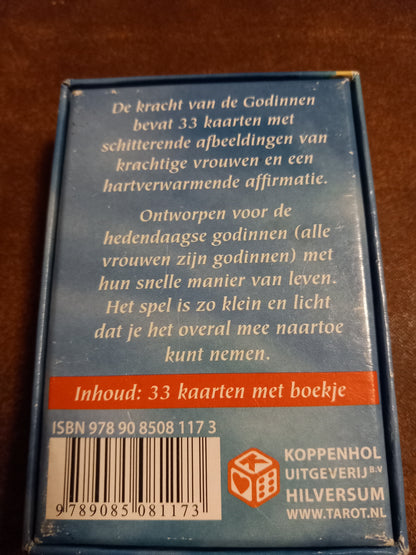 De kracht van de Godinnen
bevat 33 kaarten met
schitterende afbeeldingen van
krachtige vrouwen en een
hartverwarmende affirmatie.
Ontworpen voor de
hedendaagse godinnen (alle
vrouwen zijn godinnen) met
hun snelle manier van leven.
Het spel is zo klein en licht
dat je het overal mee naartoe
kunt nemen.
Inhoud: 33 kaarten met boekje
ISBN 978 90 8508 117 3
9 789085 081173
KOPPENHOL
UITGEVERIJ B.V
HILVERSUM
WWW.TAROT.NL